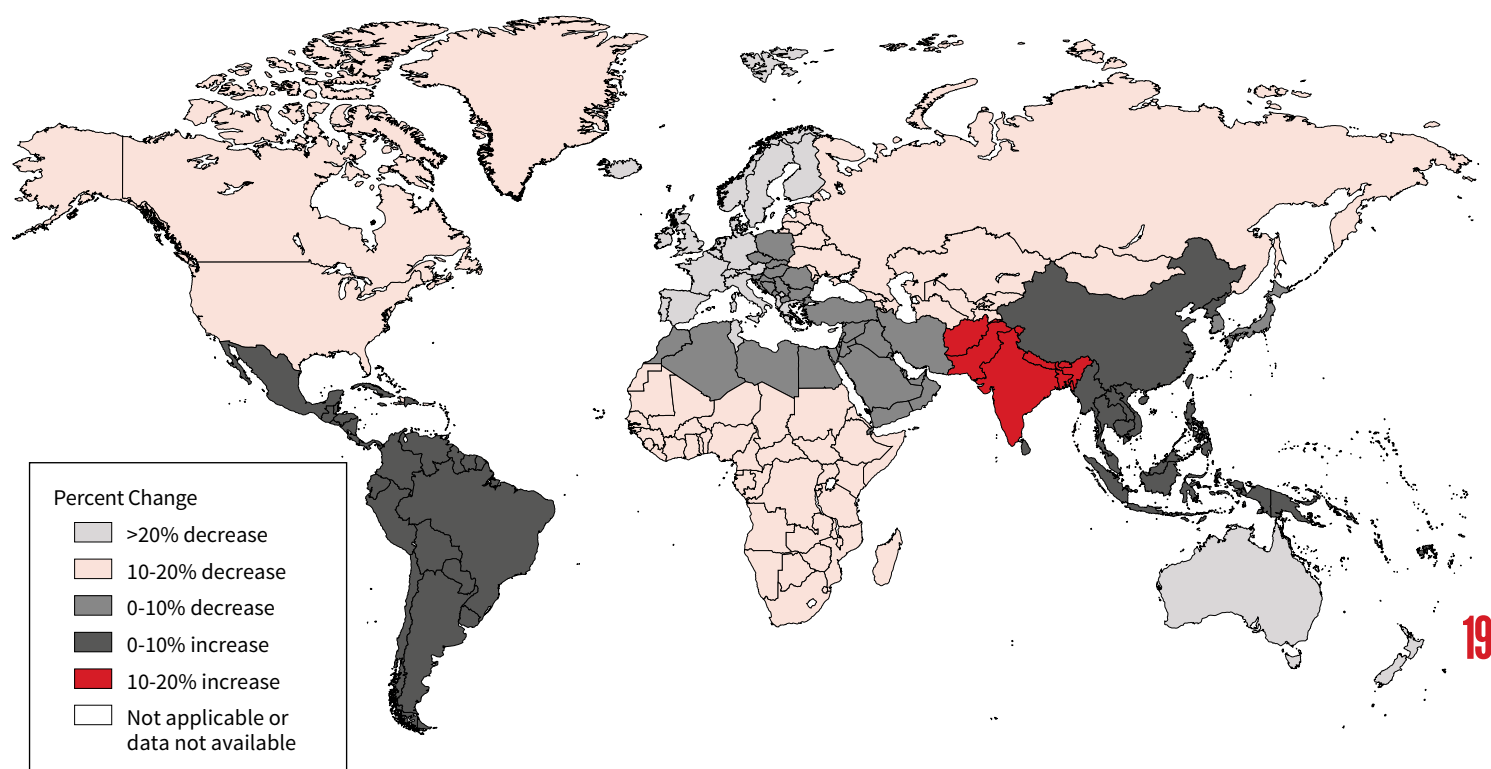 Percent Change
>20% decrease
10-20% decrease
0-10% decrease
0-10% increase
10-20% increase
Not applicable or
data not available
19